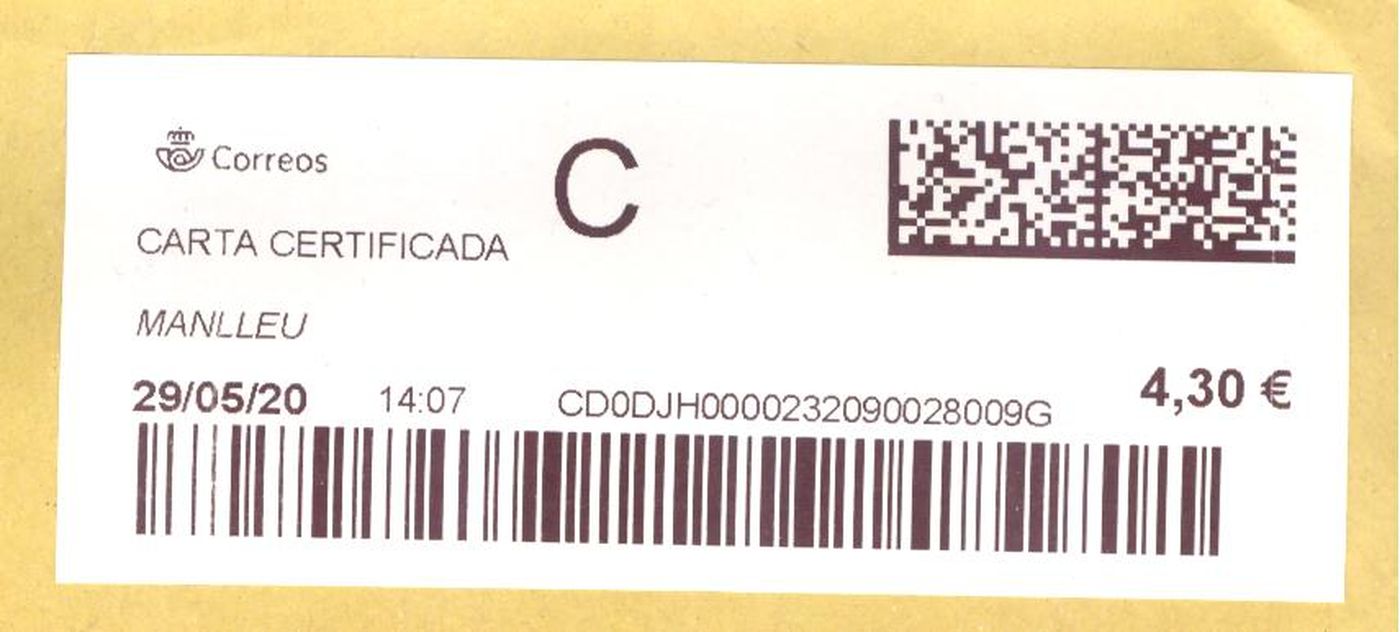 Correos
C
CARTA CERTIFICADA
MANLLEU
29/05/20 14:07 CD0DJH0000232090028009G 4,30 €